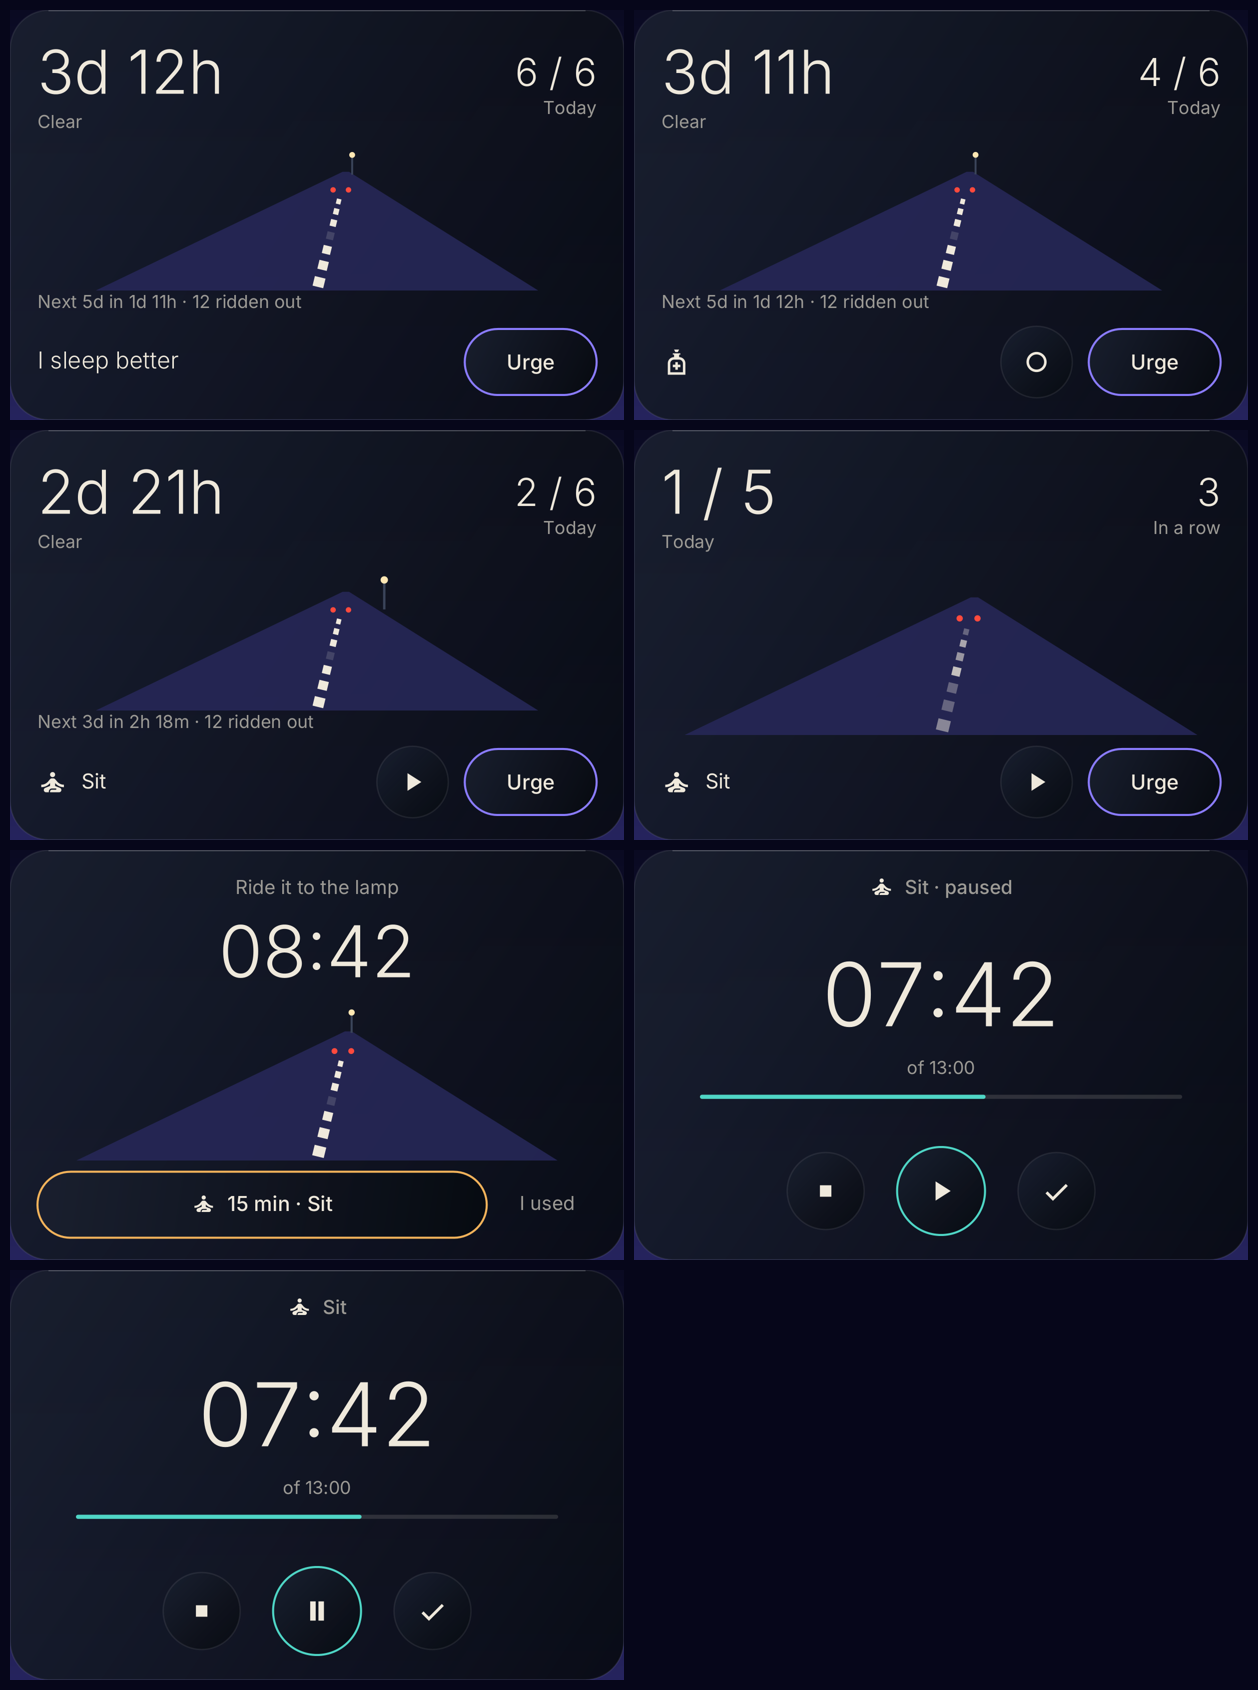 3d 12h
6 / 6
Clear
Today
Next 5d in 1d 11h · 12 ridden out
I sleep better
Urge
3d 11h
4 / 6
Clear
Today
Next 5d in 1d 12h · 12 ridden out
Urge
2d 21h
2 / 6
Clear
Today
Next 3d in 2h 18m · 12 ridden out
Sit
Urge
1 / 5
3
Today
In a row
Sit
Urge
Ride it to the lamp
08:42
15 min · Sit
I used
Sit · paused
07:42
of 13:00
Sit
07:42
of 13:00